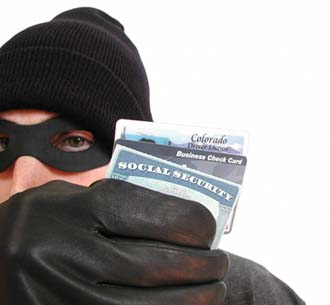 Colorado
Driver License
Business Check Card
SOCIAL SECURITY